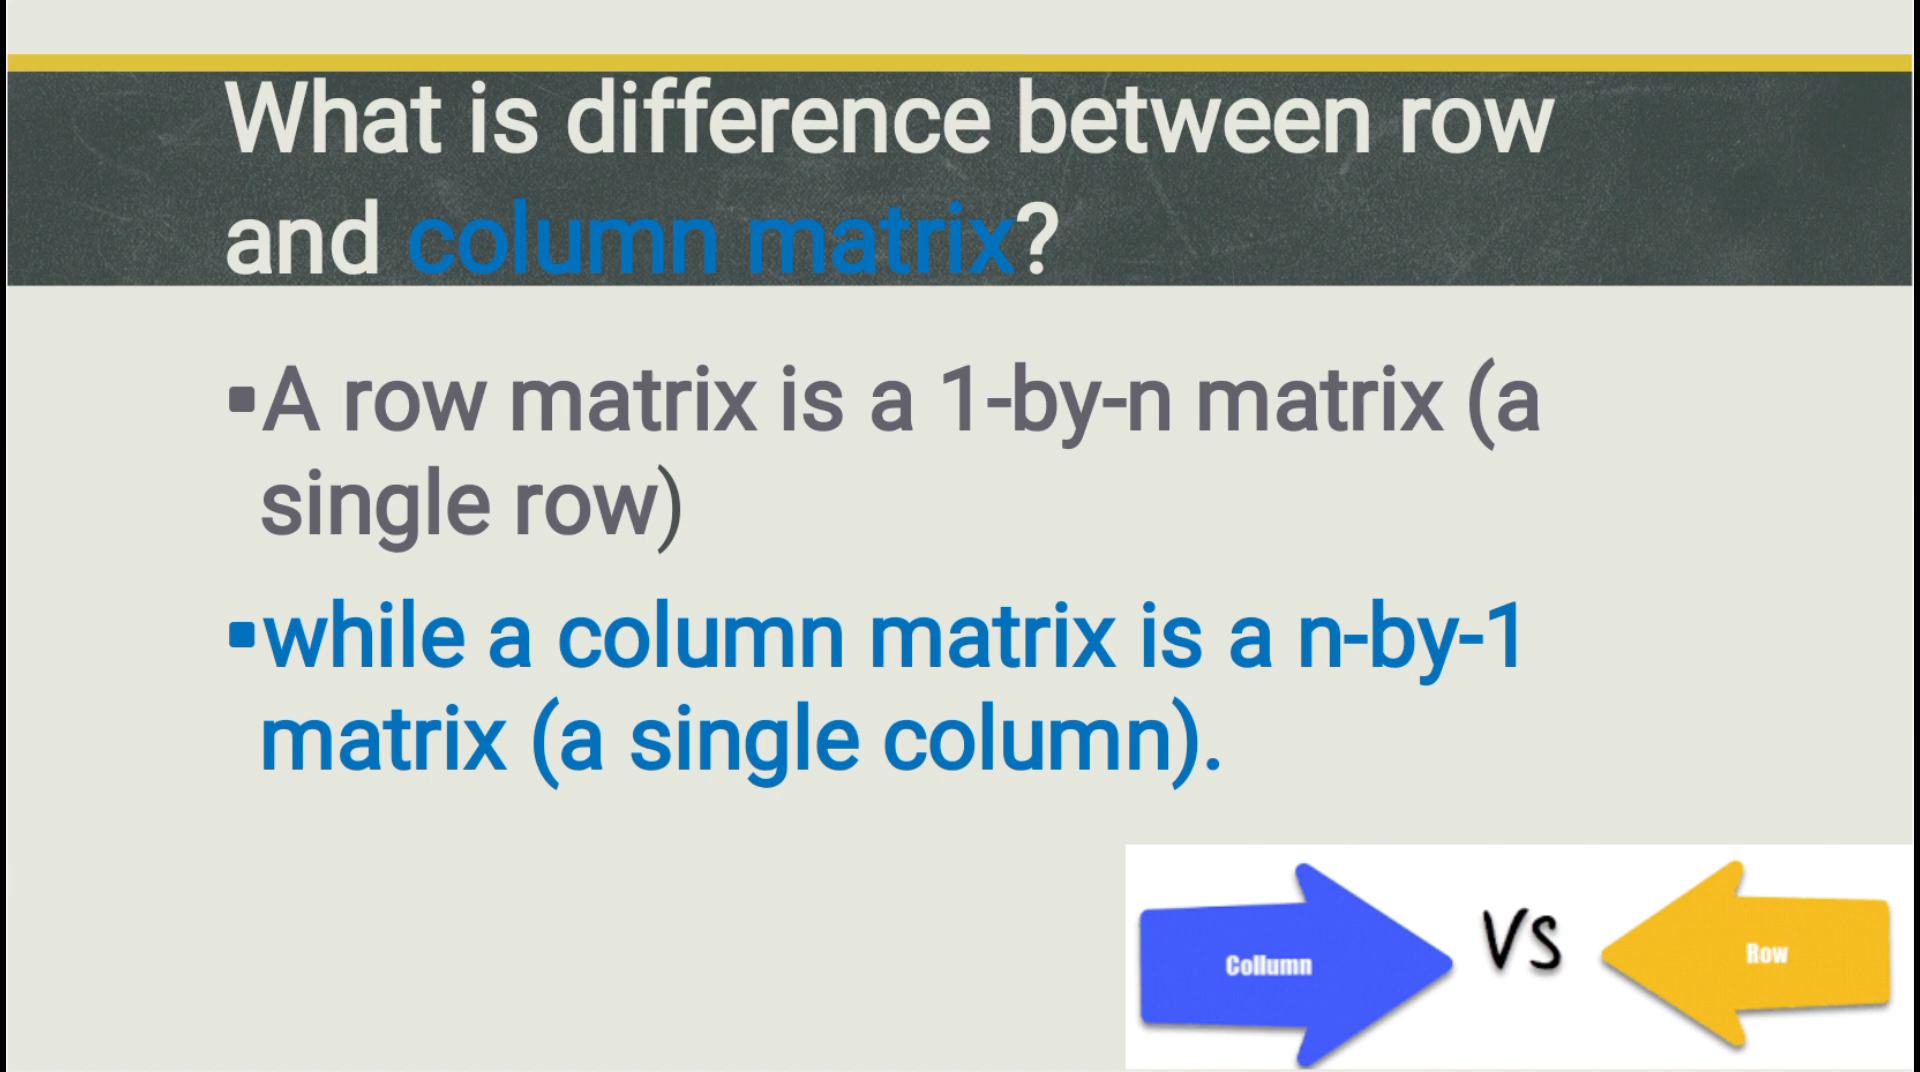 What is difference between row
and column matrix?
▪A row matrix is a 1-by-n matrix (a
single row)
▪while a column matrix is a n-by-1
matrix (a single column).
Collumn
VS
Row